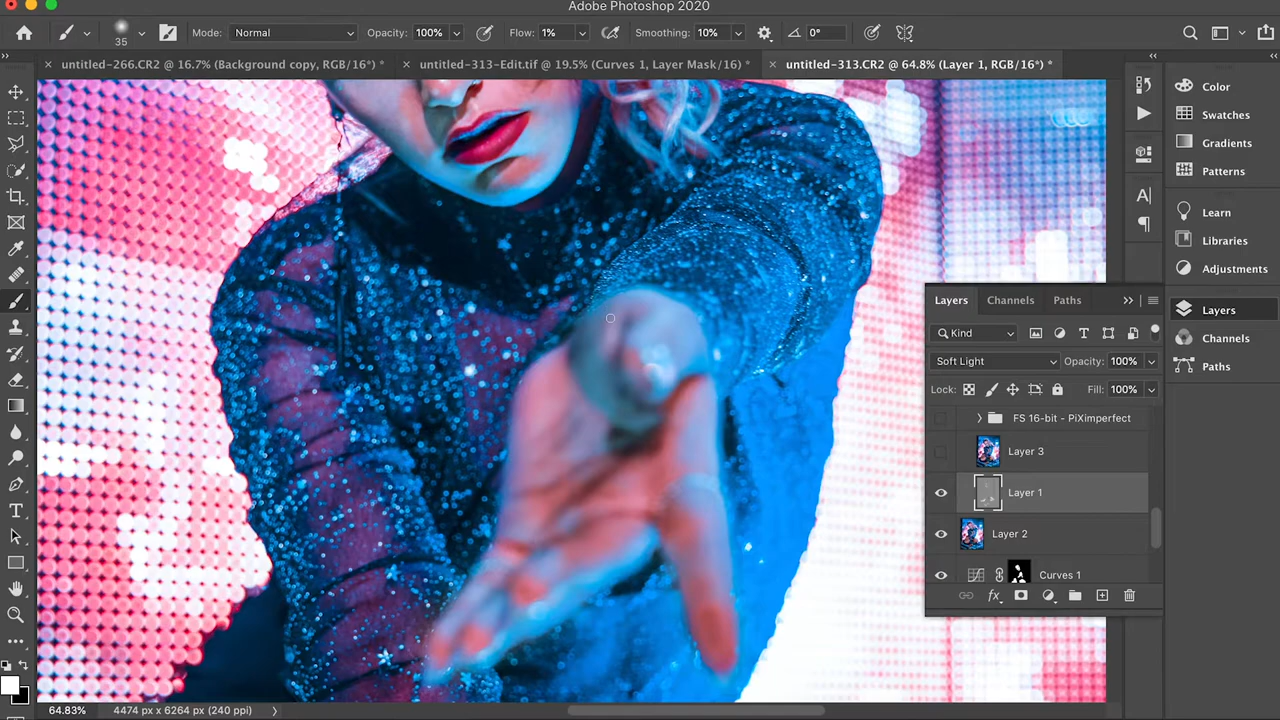 Adobe Photoshop 2020
35
Mode: Normal
Opacity: 100%
Flow: 1%
Smoothing: 10%
0°
untitled-266.CR2 @ 16.7% (Background copy, RGB/16*) *
untitled-313-Edit.tif @ 19.5% (Curves 1, Layer Mask/16) *
untitled-313.CR2 @ 64.8% (Layer 1, RGB/16*) *
Color
Swatches
Gradients
Patterns
Learn
Libraries
Adjustments
Layers
Channels
Paths
Layers Channels Paths
Kind
Soft Light
Opacity: 100%
Lock:
Fill: 100%
FS 16-bit - PiXimperfect
Layer 3
Layer 1
Layer 2
Curves 1
fx
64.83%
4474 px x 6264 px (240 ppi)